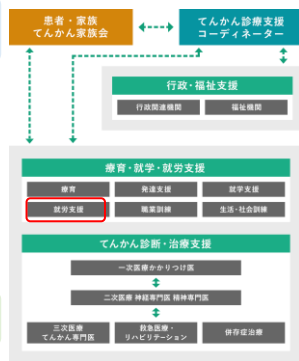 患者・家族
てんかん家族会
てんかん診療支援
コーディネーター
行政・福祉支援
行政関連機関
福祉機関
療育・就学・就労支援
療育
発達支援
就学支援
就労支援
職業訓練
生活・社会訓練
てんかん診断・治療支援
一次医療かかりつけ医
二次医療 神経専門医 精神専門医
三次医療
てんかん専門医
救急医療・
リハビリテーション
併存症治療